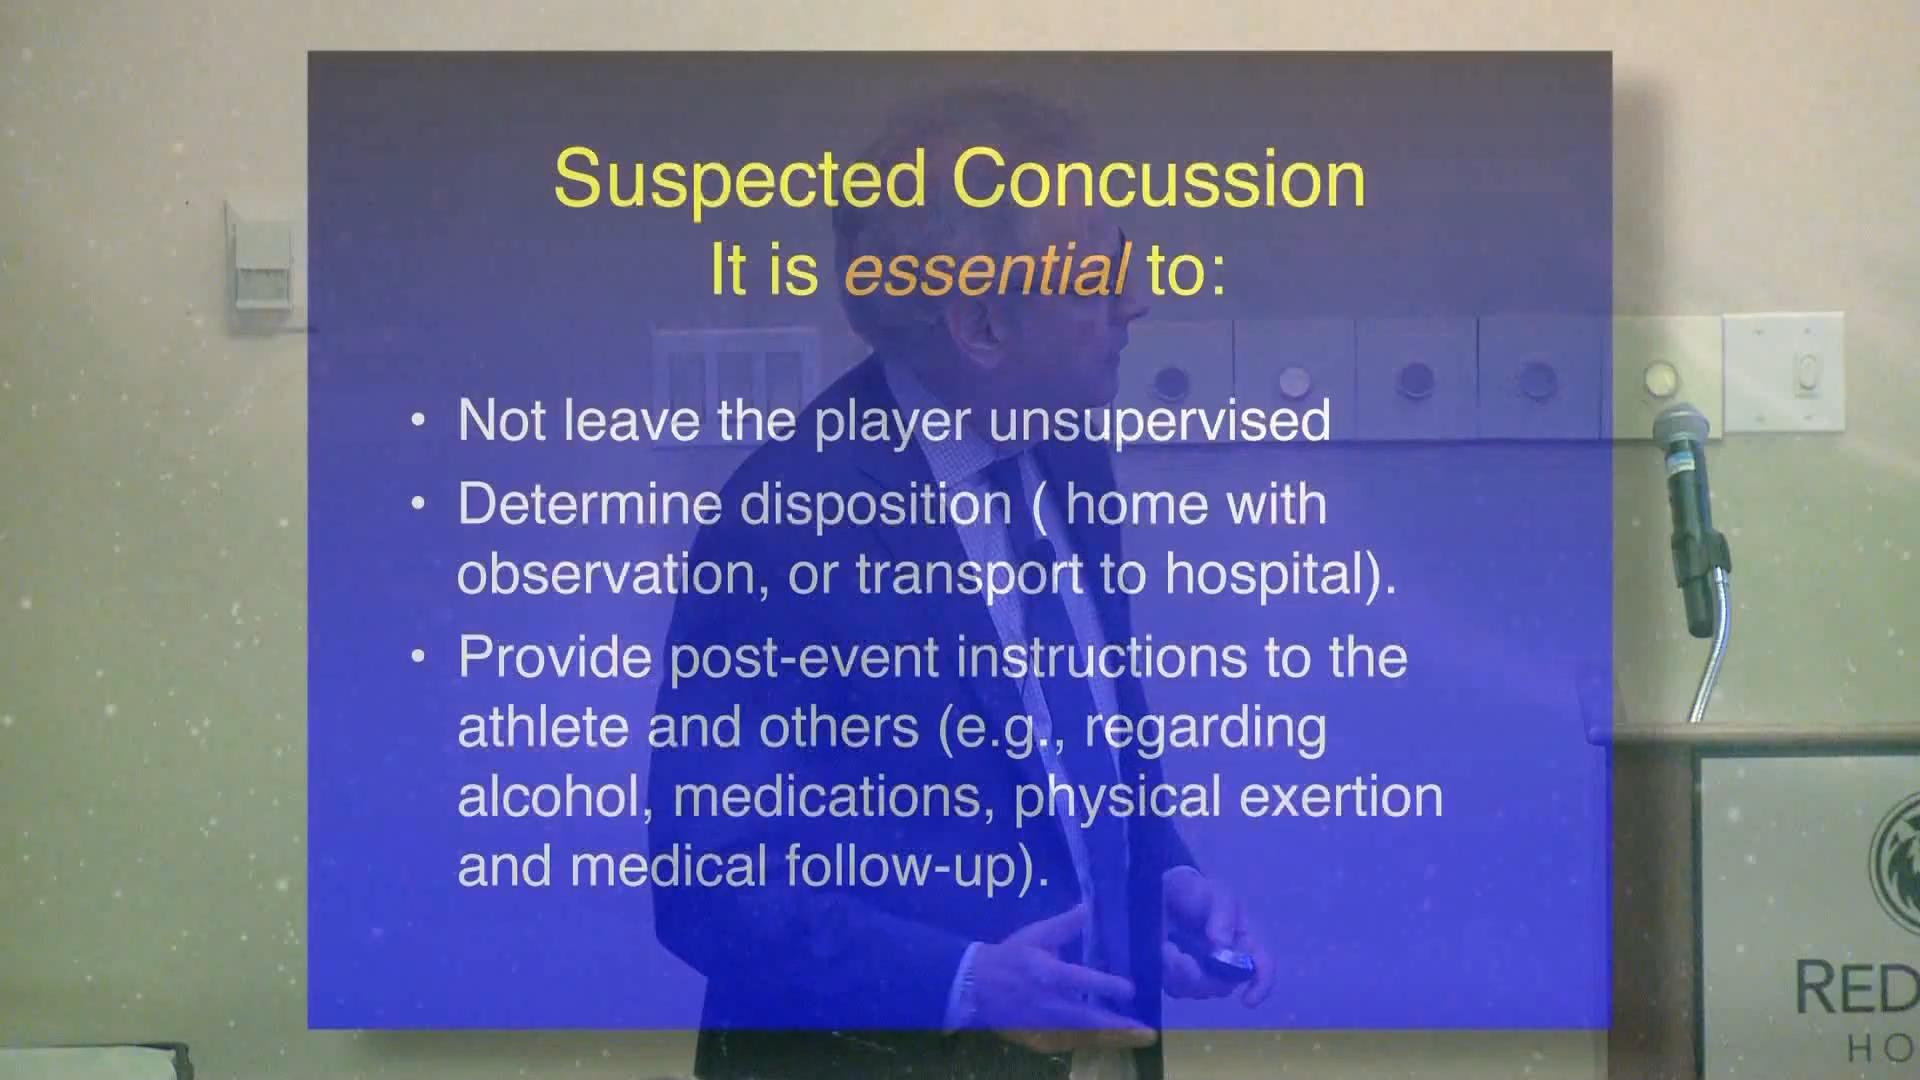 Suspected Concussion
It is essential to:
• Not leave the player unsupervised
• Determine disposition ( home with
observation, or transport to hospital).
• Provide post-event instructions to the
athlete and others (e.g., regarding
alcohol, medications, physical exertion
and medical follow-up).
RED
HO